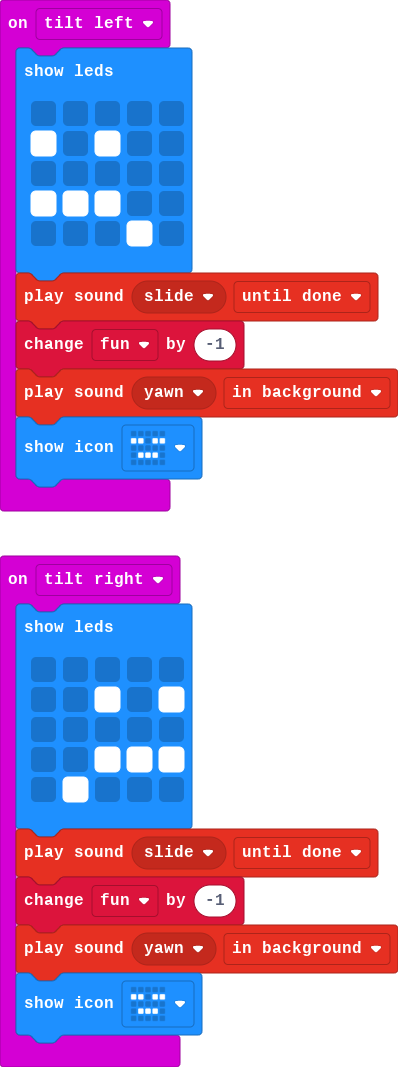 on tilt left
show leds
play sound slide until done
change fun by -1
play sound yawn in background
show icon
on tilt right
show leds
play sound slide until done
change fun by -1
play sound yawn in background
show icon